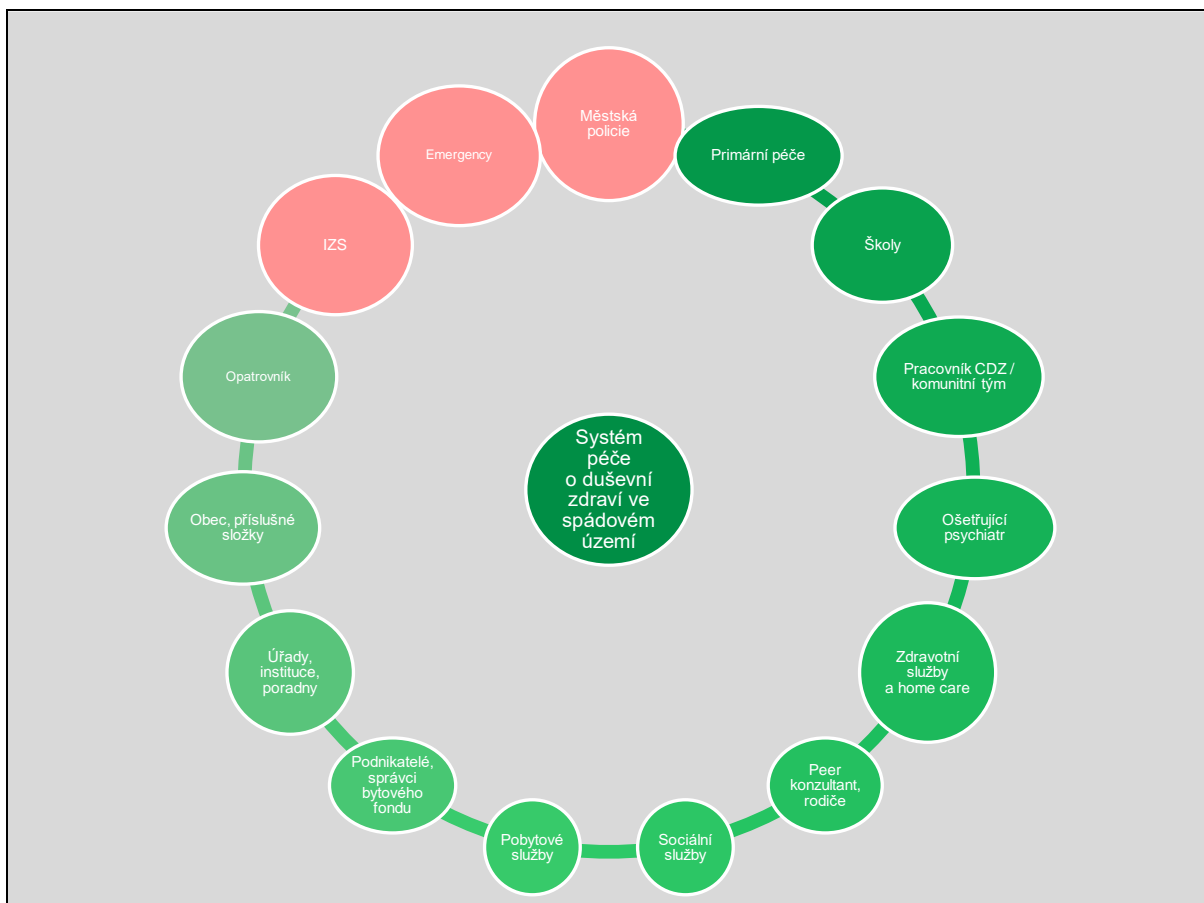 Městská
policie
Primární péče
Školy
Pracovník CDZ /
komunitní tým
Ošetřující
psychiatr
Zdravotní
služby
a home care
Peer
konzultant,
rodiče
Sociální
služby
Pobytové
služby
Podnikatelé,
správci
bytového
fondu
Úřady,
instituce,
poradny
Obec, příslušné
složky
Opatrovník
IZS
Emergency
Systém
péče
o duševní
zdraví ve
spádovém
území